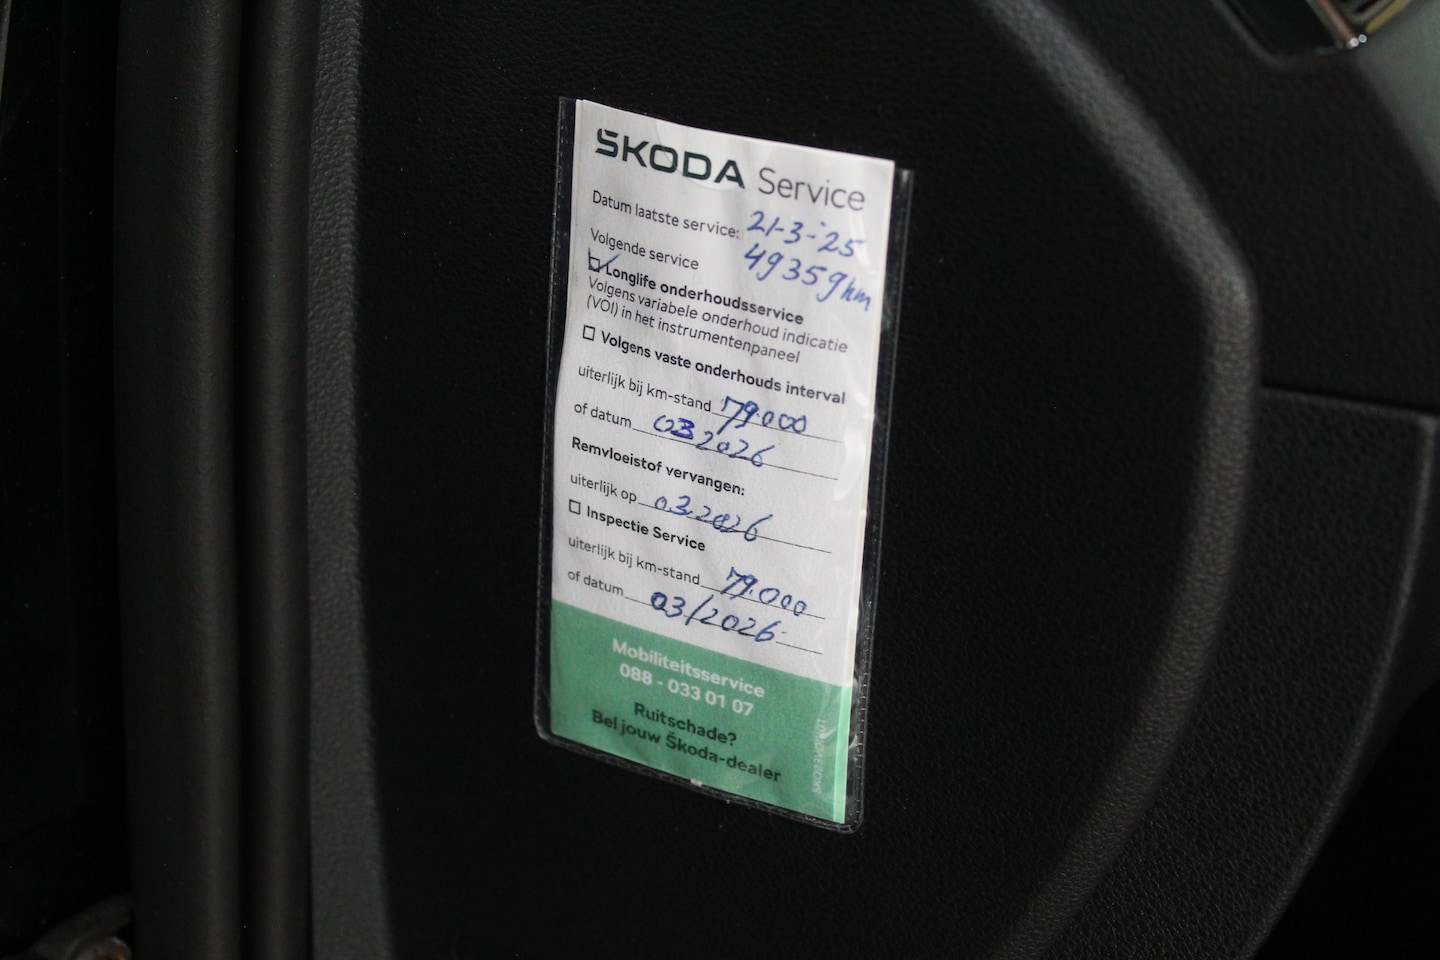 ŠKODA Service
Datum laatste service: 21-3-'25
Volgende service 49359 km
Longlife onderhoudsservice
Volgens variabele onderhoud indicatie
(VOI) in het instrumentenpaneel
Volgens vaste onderhouds interval
uiterlijk bij km-stand 79.000
of datum 03 2026
Remvloeistof vervangen:
uiterlijk op 03.2026
Inspectie Service
uiterlijk bij km-stand 79.000
of datum 03/2026
Mobiliteitsservice
088 - 033 01 07
Ruitschade?
Bel jouw Škoda-dealer